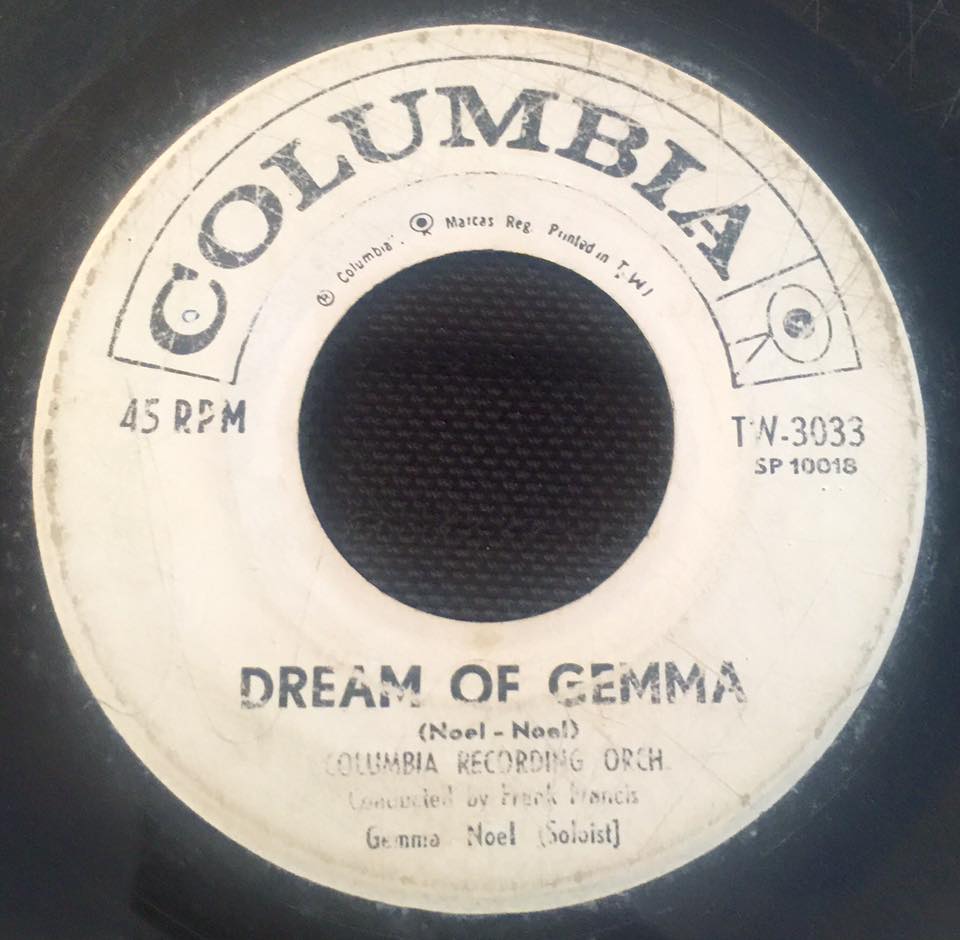 COLUMBIA
® "Columbia", Marcas Reg. Printed in T.W.I
45 RPM
TW-3033
SP 10018
DREAM OF GEMMA
(Noel - Noel)
COLUMBIA RECORDING ORCH.
Conducted by Frank Francis
Gemma Noel (Soloist)